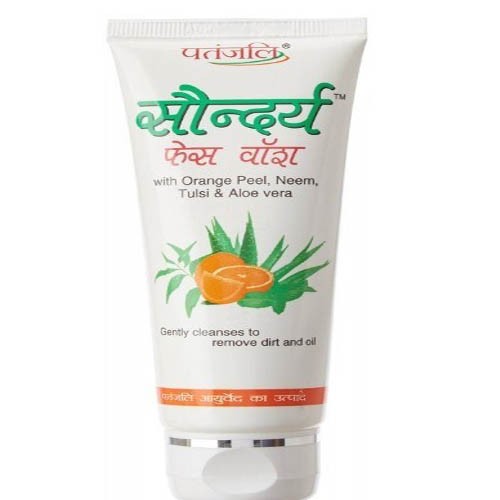 पतंजलि®
सौन्दर्य™
फेस वॉश
with Orange Peel, Neem,
Tulsi & Aloe vera
Gently cleanses to
remove dirt and oil
पतंजलि आयुर्वेद का उत्पाद